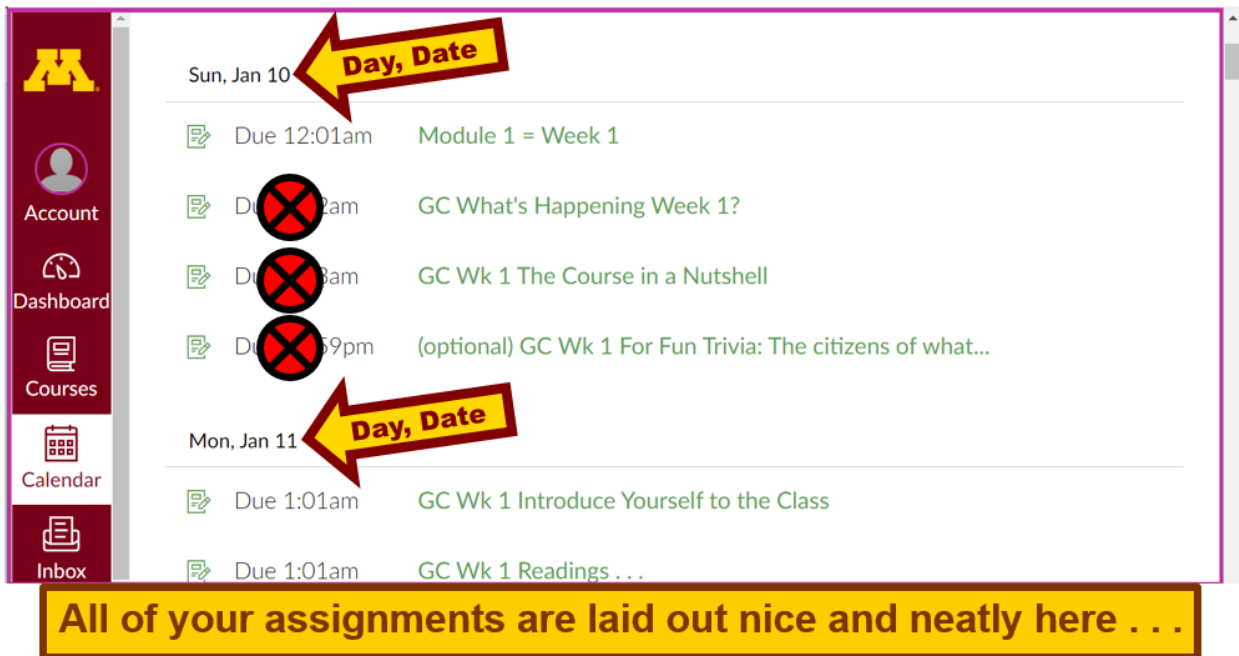 M
Sun, Jan 10
Day, Date
Due 12:01am Module 1 = Week 1
Account
am GC What's Happening Week 1?
am GC Wk 1 The Course in a Nutshell
Dashboard
59pm (optional) GC Wk 1 For Fun Trivia: The citizens of what...
Courses
Mon, Jan 11
Day, Date
Calendar
Due 1:01am GC Wk 1 Introduce Yourself to the Class
Inbox
Due 1:01am GC Wk 1 Readings . . .
All of your assignments are laid out nice and neatly here . . .